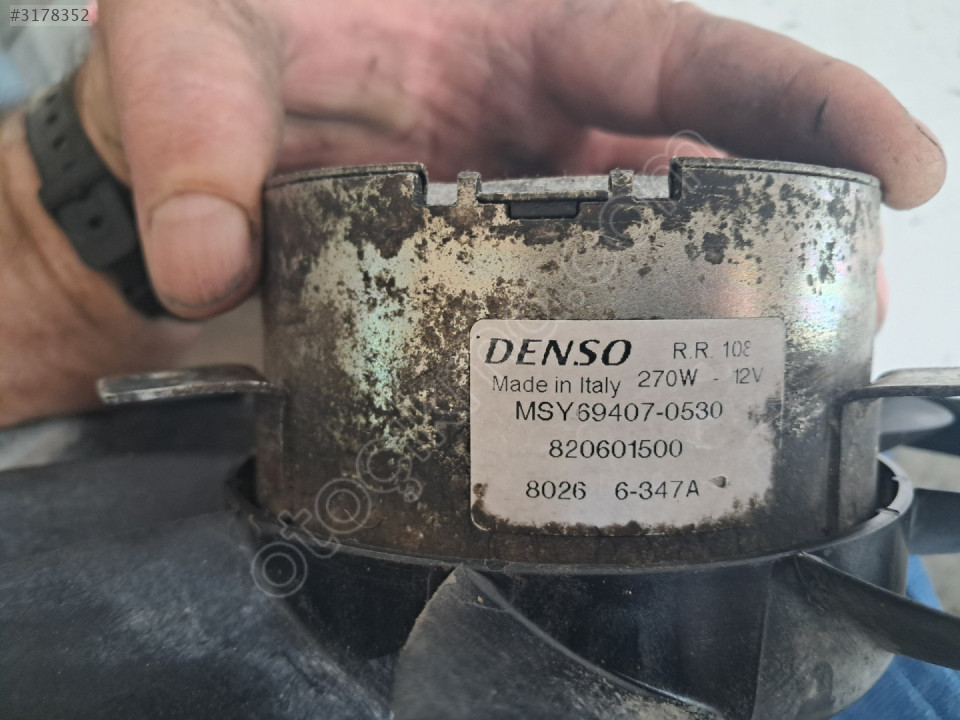 #3178352
DENSO R.R. 108
Made in Italy 270W - 12V
MSY69407-0530
820601500
8026 6-347A